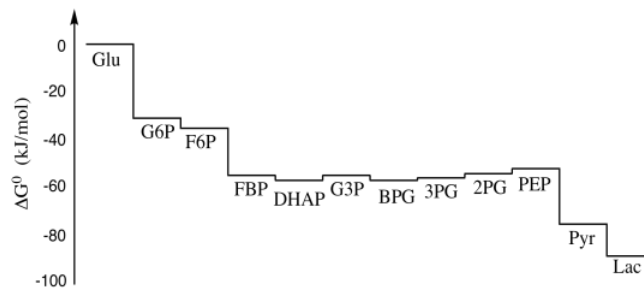 ΔG⁰ (kJ/mol)
0
-20
-40
-60
-80
-100
Glu
G6P
F6P
FBP
DHAP
G3P
BPG
3PG
2PG
PEP
Pyr
Lac